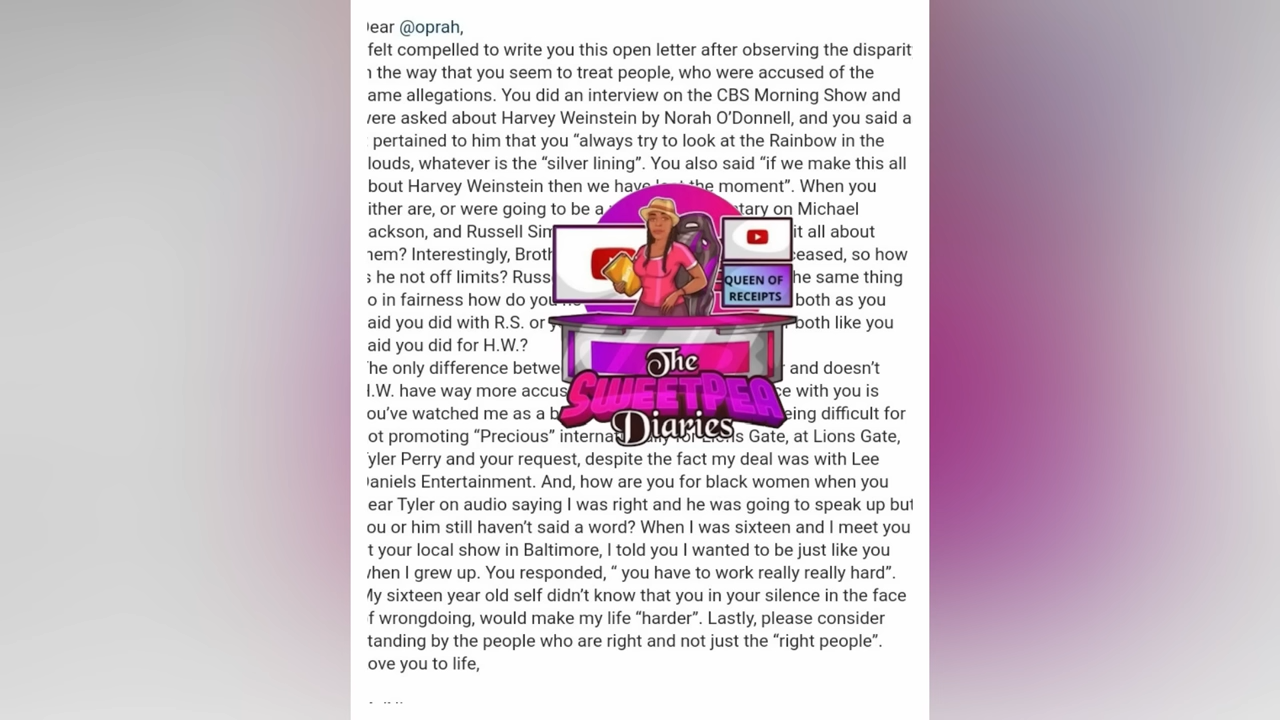 ear @oprah,
felt compelled to write you this open letter after observing the disparit
the way that you seem to treat people, who were accused of the
ame allegations. You did an interview on the CBS Morning Show and
ere asked about Harvey Weinstein by Norah O’Donnell, and you said a
pertained to him that you “always try to look at the Rainbow in the
louds, whatever is the “silver lining”. You also said “if we make this all
bout Harvey Weinstein then we have the moment”. When you
ither are, or were going to be a tary on Michael
ackson, and Russell Sim it all about
em? Interestingly, Broth ceased, so how
s he not off limits? Russ he same thing
o in fairness how do you both as you
aid you did with R.S. or y both like you
aid you did for H.W.?
he only difference betwe and doesn’t
.W. have way more accus ce with you is
ou’ve watched me as a b eing difficult for
ot promoting “Precious” internationally for Lions Gate, at Lions Gate,
yler Perry and your request, despite the fact my deal was with Lee
aniels Entertainment. And, how are you for black women when you
ear Tyler on audio saying I was right and he was going to speak up but
ou or him still haven’t said a word? When I was sixteen and I meet you
t your local show in Baltimore, I told you I wanted to be just like you
hen I grew up. You responded, “ you have to work really really hard”.
My sixteen year old self didn’t know that you in your silence in the face
f wrongdoing, would make my life “harder”. Lastly, please consider
tanding by the people who are right and not just the “right people”.
ove you to life,
QUEEN OF
RECEIPTS
The
SWEETPEA
Diaries